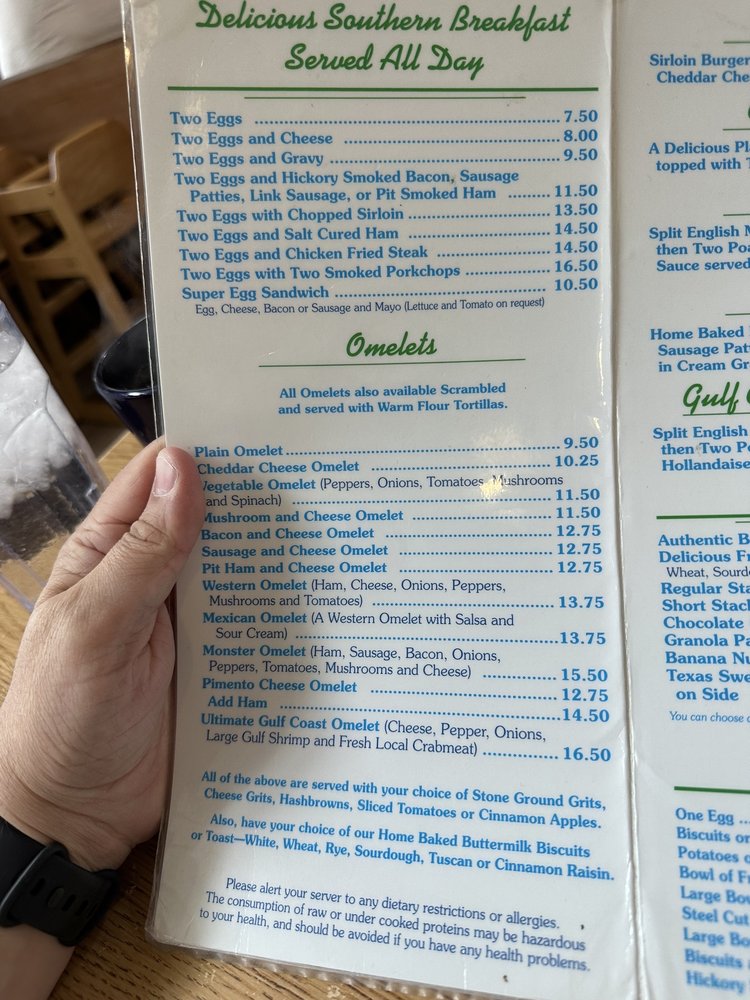 Delicious Southern Breakfast
Served All Day
Two Eggs 7.50
Two Eggs and Cheese 8.00
Two Eggs and Gravy 9.50
Two Eggs and Hickory Smoked Bacon, Sausage
Patties, Link Sausage, or Pit Smoked Ham 11.50
Two Eggs with Chopped Sirloin 13.50
Two Eggs and Salt Cured Ham 14.50
Two Eggs and Chicken Fried Steak 14.50
Two Eggs with Two Smoked Porkchops 16.50
Super Egg Sandwich 10.50
Egg, Cheese, Bacon or Sausage and Mayo (Lettuce and Tomato on request)
Omelets
All Omelets also available Scrambled
and served with Warm Flour Tortillas.
Plain Omelet 9.50
Cheddar Cheese Omelet 10.25
Vegetable Omelet (Peppers, Onions, Tomatoes, Mushrooms
and Spinach) 11.50
Mushroom and Cheese Omelet 11.50
Bacon and Cheese Omelet 12.75
Sausage and Cheese Omelet 12.75
Pit Ham and Cheese Omelet 12.75
Western Omelet (Ham, Cheese, Onions, Peppers,
Mushrooms and Tomatoes) 13.75
Mexican Omelet (A Western Omelet with Salsa and
Sour Cream) 13.75
Monster Omelet (Ham, Sausage, Bacon, Onions,
Peppers, Tomatoes, Mushrooms and Cheese) 15.50
Pimento Cheese Omelet 12.75
Add Ham 14.50
Ultimate Gulf Coast Omelet (Cheese, Pepper, Onions,
Large Gulf Shrimp and Fresh Local Crabmeat) 16.50
All of the above are served with your choice of Stone Ground Grits,
Cheese Grits, Hashbrowns, Sliced Tomatoes or Cinnamon Apples.
Also, have your choice of our Home Baked Buttermilk Biscuits
or Toast—White, Wheat, Rye, Sourdough, Tuscan or Cinnamon Raisin.
Please alert your server to any dietary restrictions or allergies.
The consumption of raw or under cooked proteins may be hazardous
to your health, and should be avoided if you have any health problems.
Sirloin Burger
Cheddar
A Delicious
topped with
Split English
then Two
Sauce served
Home Baked
Sausage
in Cream
Gulf
Split English
then Two
Hollandaise
Authentic
Delicious
Wheat,
Regular
Short
Chocolate
Granola
Banana
Texas
on Side
You can choose
One Egg
Biscuits or
Potatoes
Bowl of
Large
Steel Cut
Large
Biscuits
Hickory